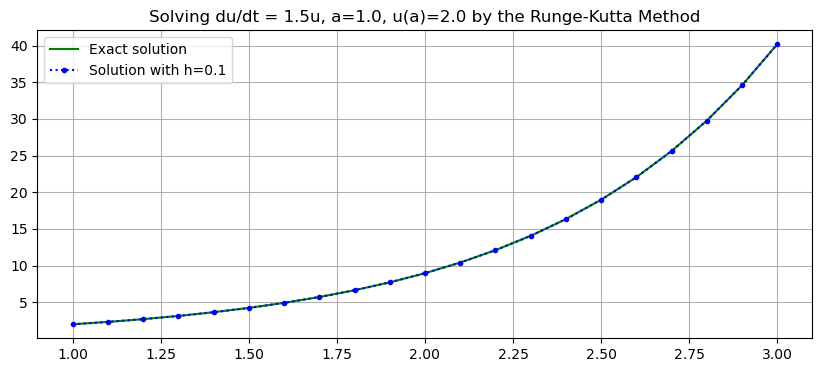 Solving du/dt = 1.5u, a=1.0, u(a)=2.0 by the Runge-Kutta Method
Exact solution
Solution with h=0.1
40
35
30
25
20
15
10
5
1.00 1.25 1.50 1.75 2.00 2.25 2.50 2.75 3.00